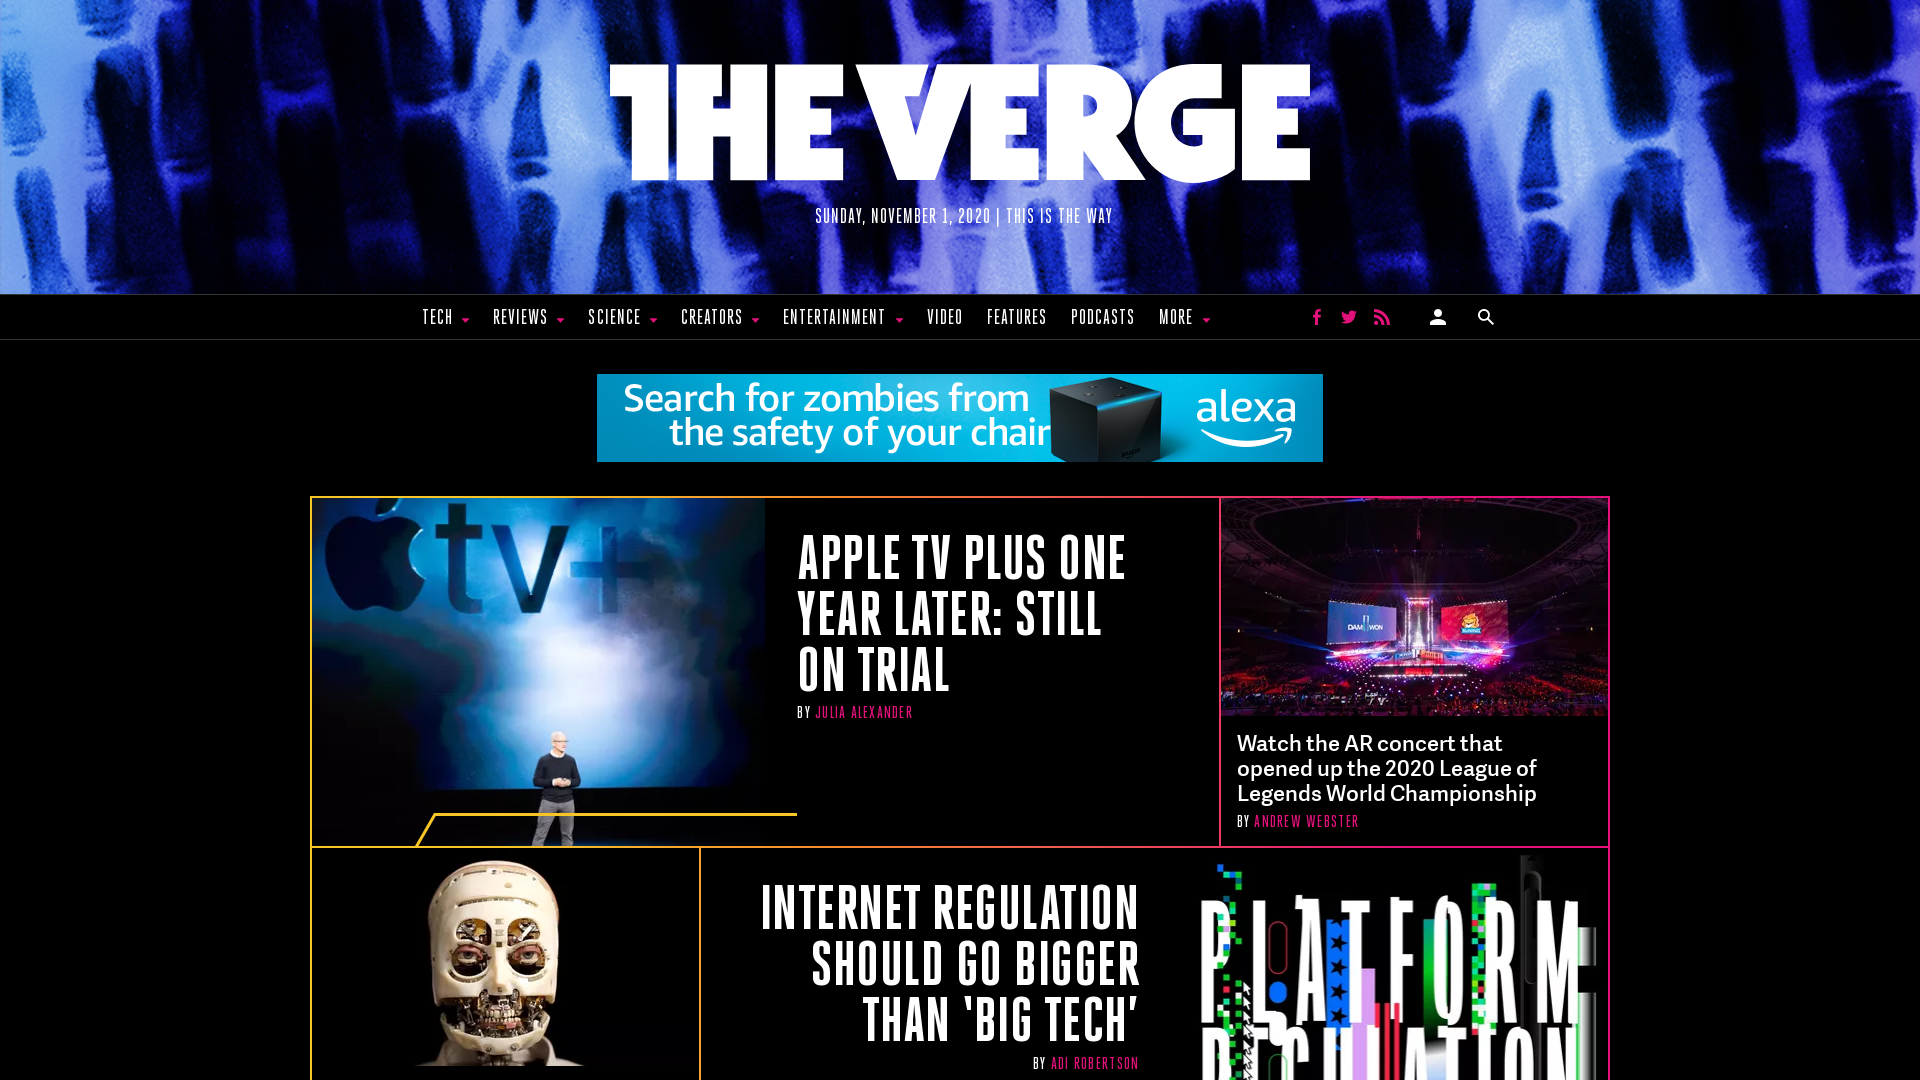 THE VERGE
SUNDAY, NOVEMBER 1, 2020 | THIS IS THE WAY
TECH REVIEWS SCIENCE CREATORS ENTERTAINMENT VIDEO FEATURES PODCASTS MORE
Search for zombies from
the safety of your chair
alexa
tv+
APPLE TV PLUS ONE
YEAR LATER: STILL
ON TRIAL
BY JULIA ALEXANDER
DAMWON
SUNING
Watch the AR concert that
opened up the 2020 League of
Legends World Championship
BY ANDREW WEBSTER
INTERNET REGULATION
SHOULD GO BIGGER
THAN ‘BIG TECH’
BY ADI ROBERTSON
PLATFORM
REGULATION